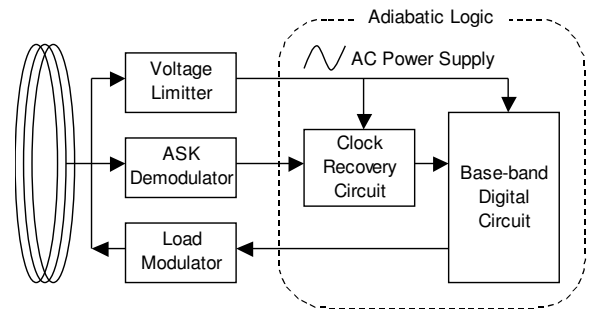 Adiabatic Logic
Voltage
Limitter
AC Power Supply
ASK
Demodulator
Clock
Recovery
Circuit
Base-band
Digital
Circuit
Load
Modulator